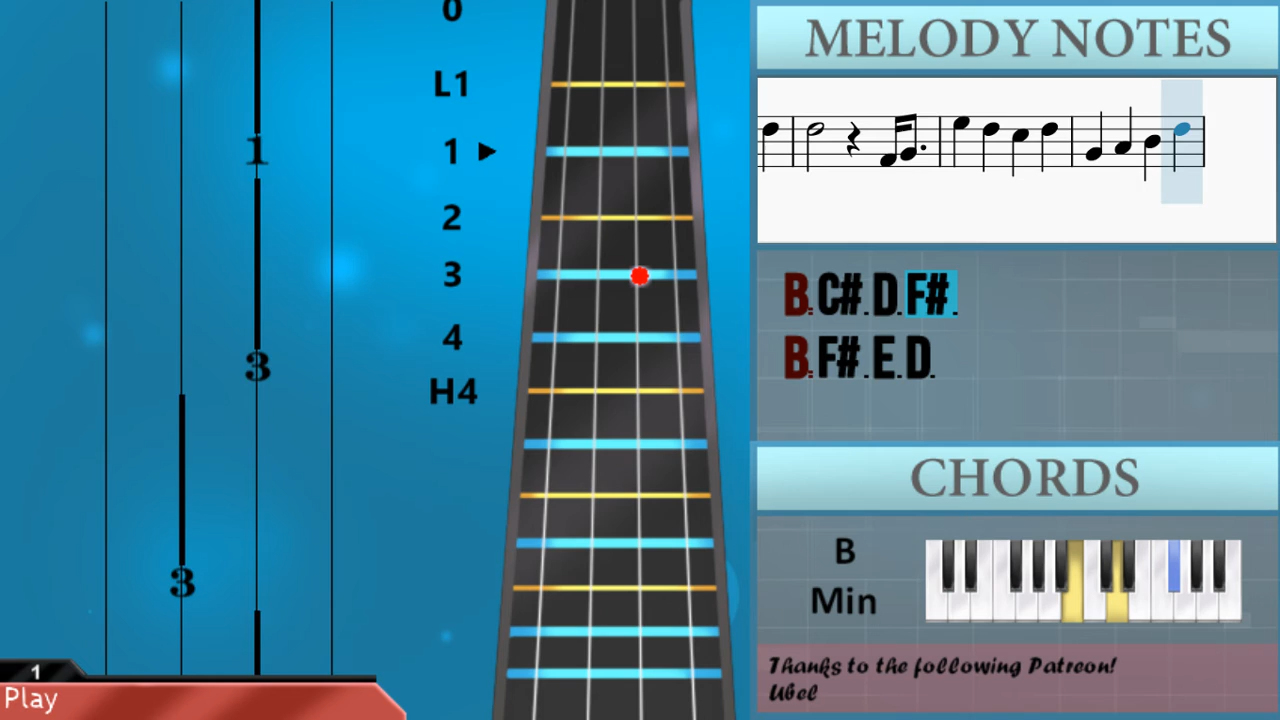 0
L1
1 ►
2
3
4
H4
1
3
3
1
Play
MELODY NOTES
B. C#. D. F#.
B. F#. E. D.
CHORDS
B
Min
Thanks to the following Patreon!
Ubel